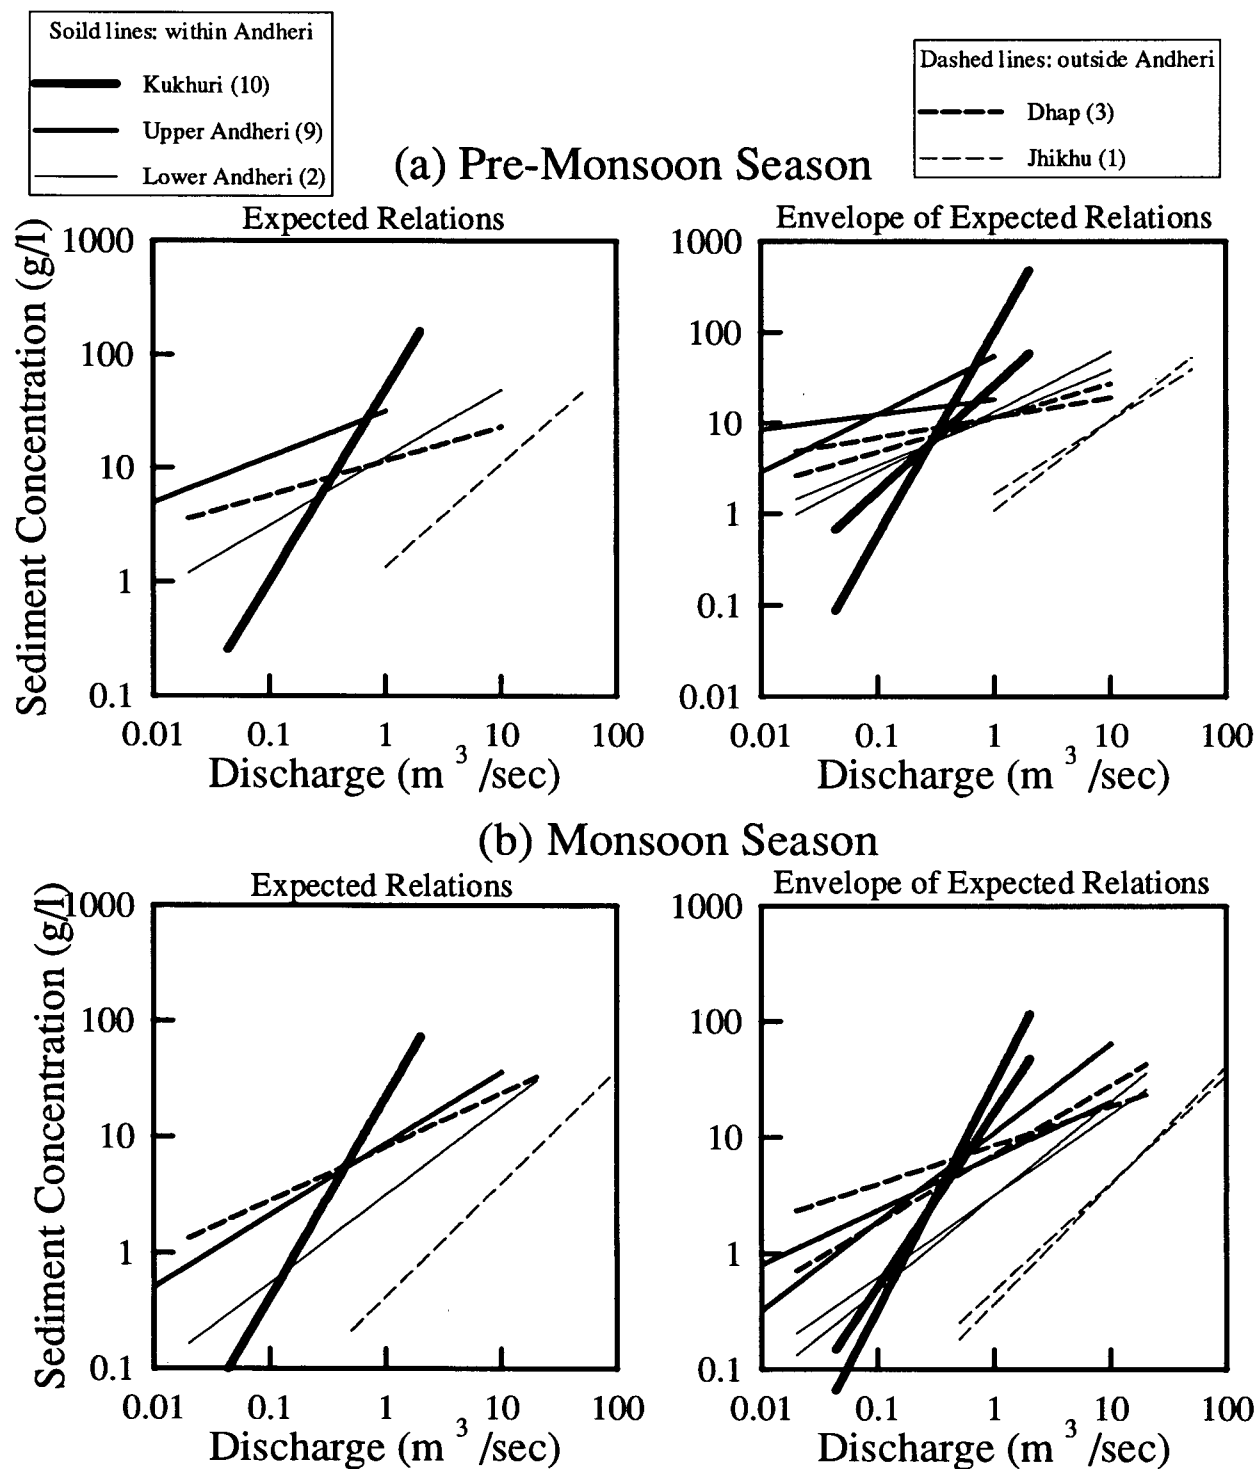 Soild lines: within Andheri
Kukhuri (10)
Upper Andheri (9)
Lower Andheri (2)
Dashed lines: outside Andheri
Dhap (3)
Jhikhu (1)
(a) Pre-Monsoon Season
Expected Relations
Sediment Concentration (g/l)
1000
100
10
1
0.1
0.01 0.1 1 10 100
Discharge (m 3 /sec)
Envelope of Expected Relations
1000
100
10
1
0.1
0.01
0.01 0.1 1 10 100
Discharge (m 3 /sec)
(b) Monsoon Season
Expected Relations
Sediment Concentration (g/l)
1000
100
10
1
0.1
0.01 0.1 1 10 100
Discharge (m 3 /sec)
Envelope of Expected Relations
1000
100
10
1
0.1
0.01 0.1 1 10 100
Discharge (m 3 /sec)